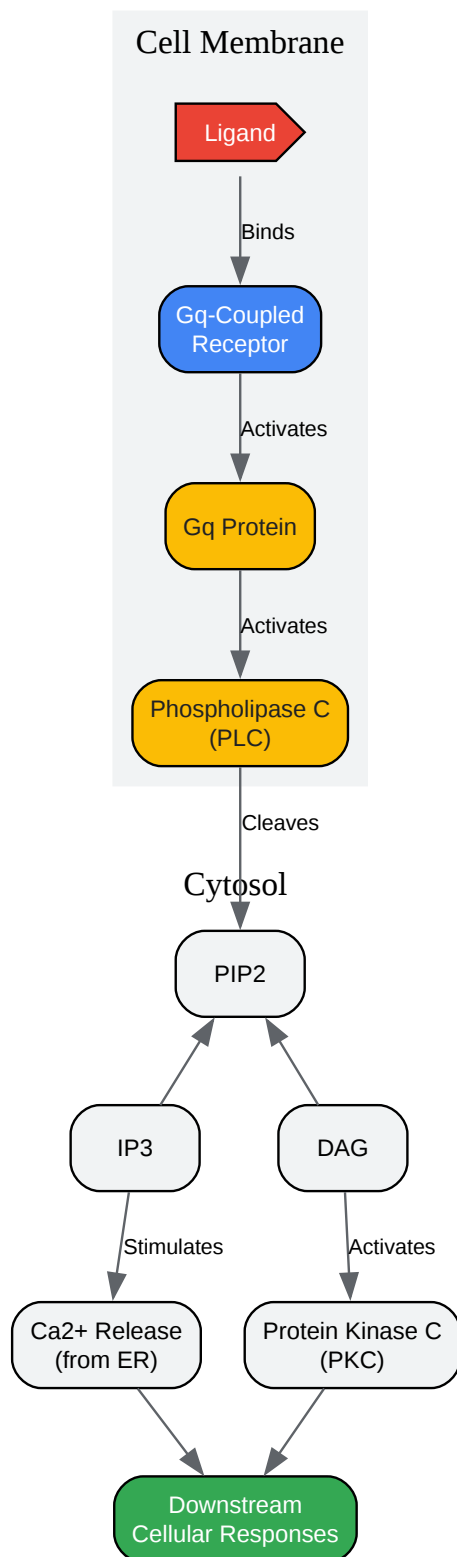 Cell Membrane
Ligand
Binds
Gq-Coupled
Receptor
Activates
Gq Protein
Activates
Phospholipase C
(PLC)
Cleaves
Cytosol
PIP2
IP3
DAG
Stimulates
Activates
Ca2+ Release
(from ER)
Protein Kinase C
(PKC)
Downstream
Cellular Responses